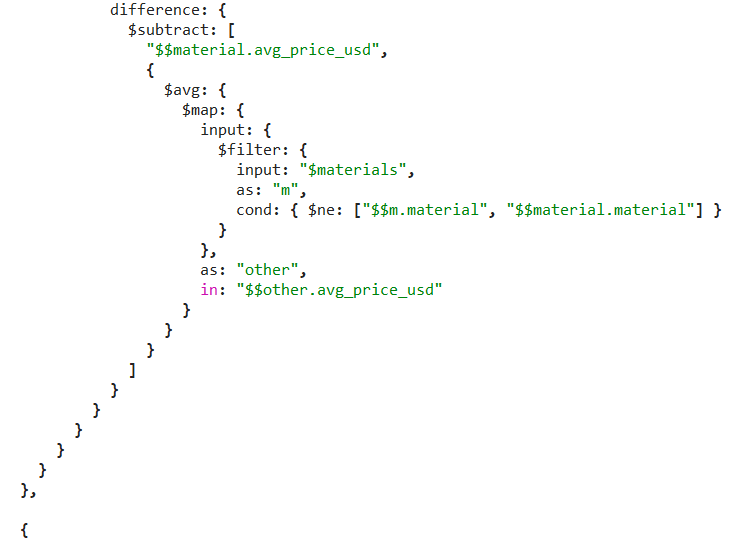 difference: {
$subtract: [
"$$material.avg_price_usd",
{
$avg: {
$map: {
input: {
$filter: {
input: "$materials",
as: "m",
cond: { $ne: ["$$m.material", "$$material.material"] }
}
},
as: "other",
in: "$$other.avg_price_usd"
}
}
}
]
}
}
}
}
}
},
{